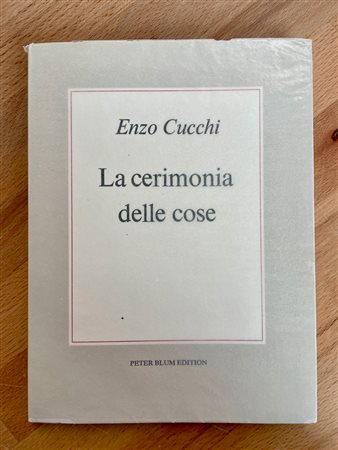 Enzo Cucchi
La cerimonia
delle cose
PETER BLUM EDITION